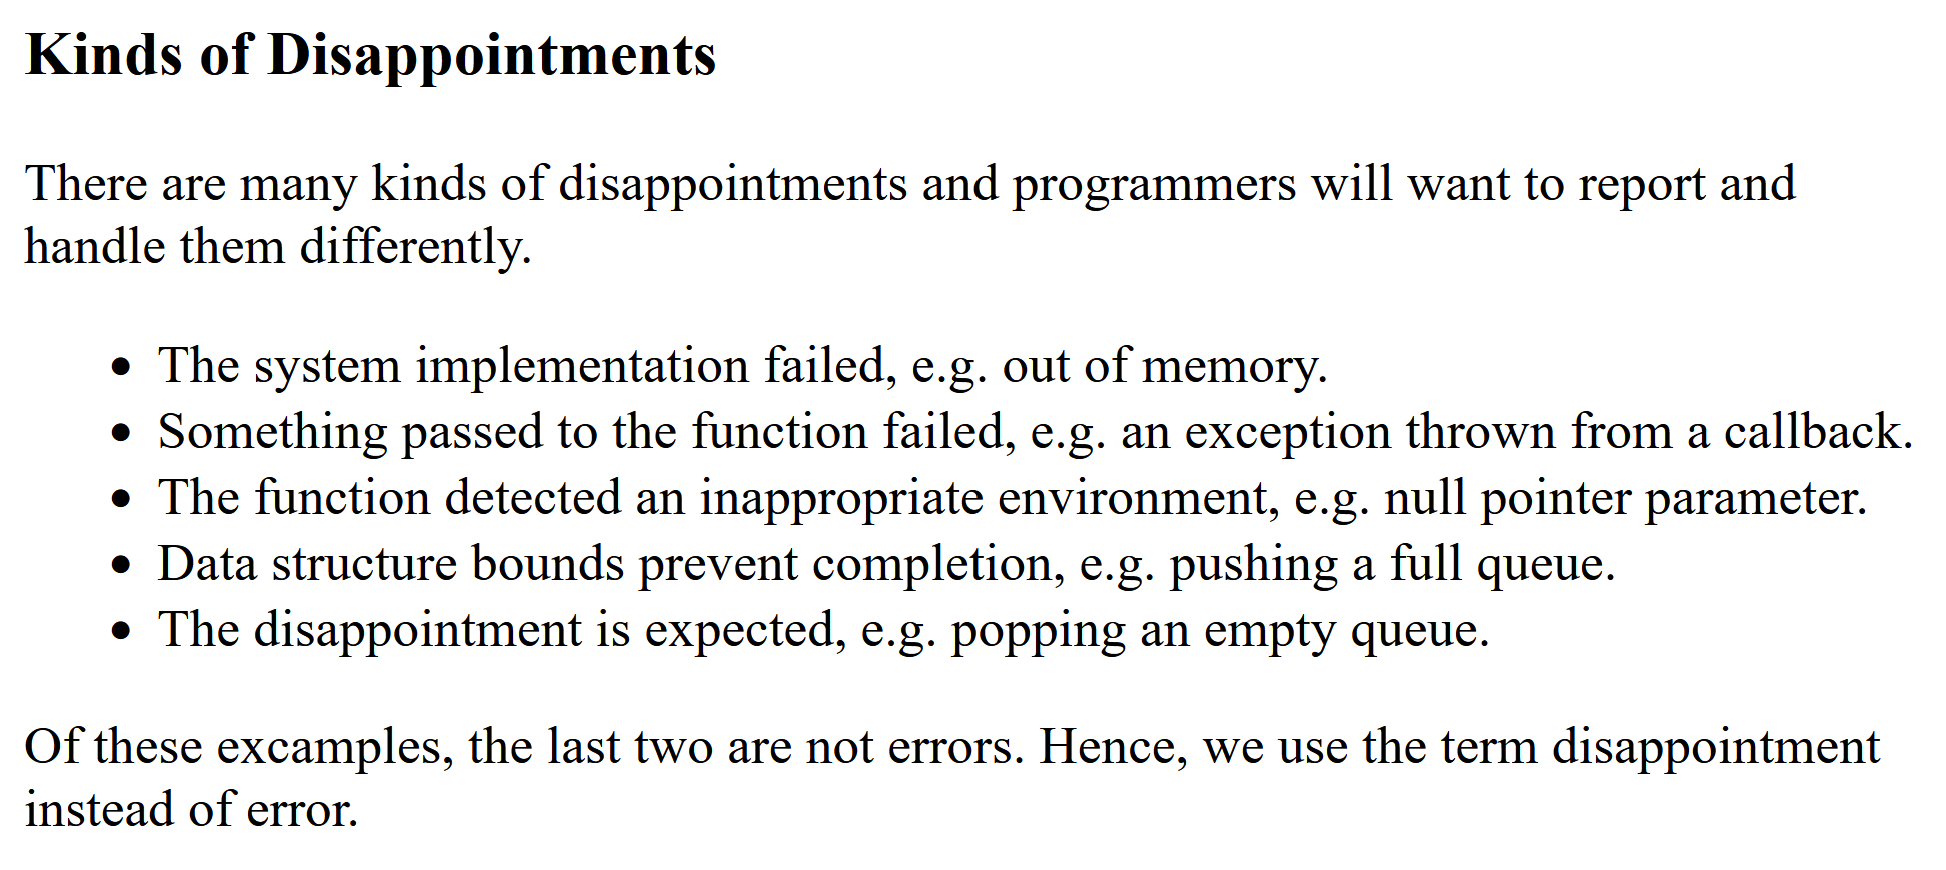 Kinds of Disappointments
There are many kinds of disappointments and programmers will want to report and
handle them differently.
• The system implementation failed, e.g. out of memory.
• Something passed to the function failed, e.g. an exception thrown from a callback.
• The function detected an inappropriate environment, e.g. null pointer parameter.
• Data structure bounds prevent completion, e.g. pushing a full queue.
• The disappointment is expected, e.g. popping an empty queue.
Of these excamples, the last two are not errors. Hence, we use the term disappointment
instead of error.